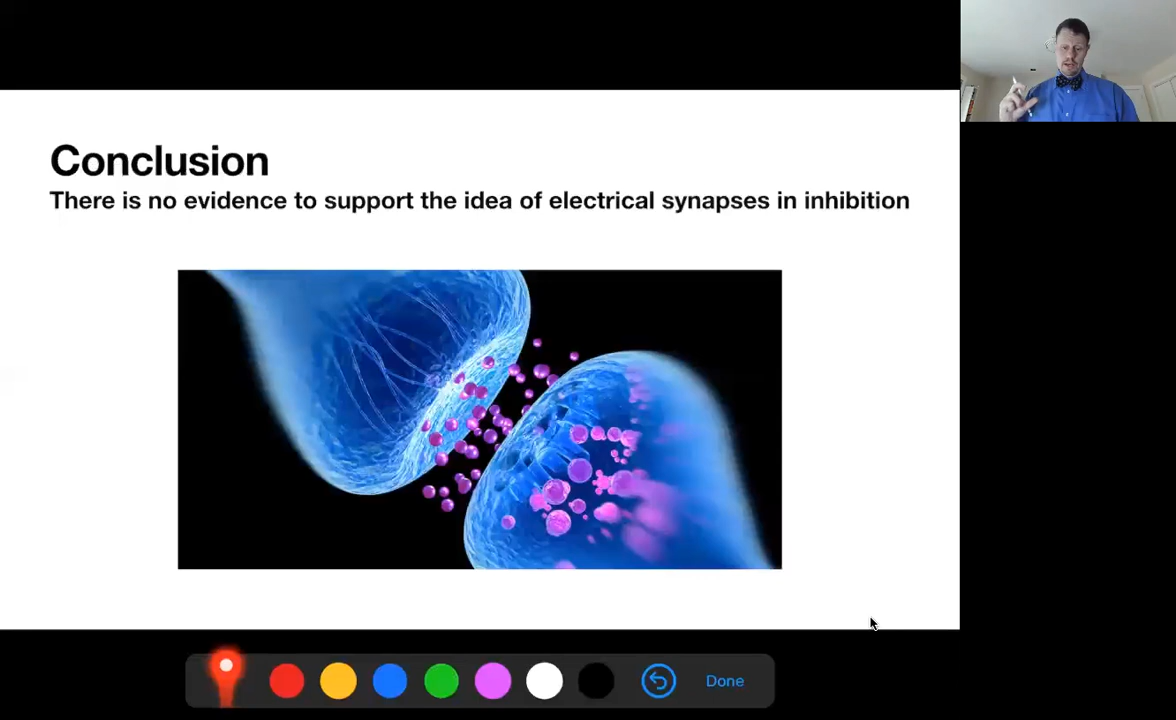 Conclusion
There is no evidence to support the idea of electrical synapses in inhibition
Done